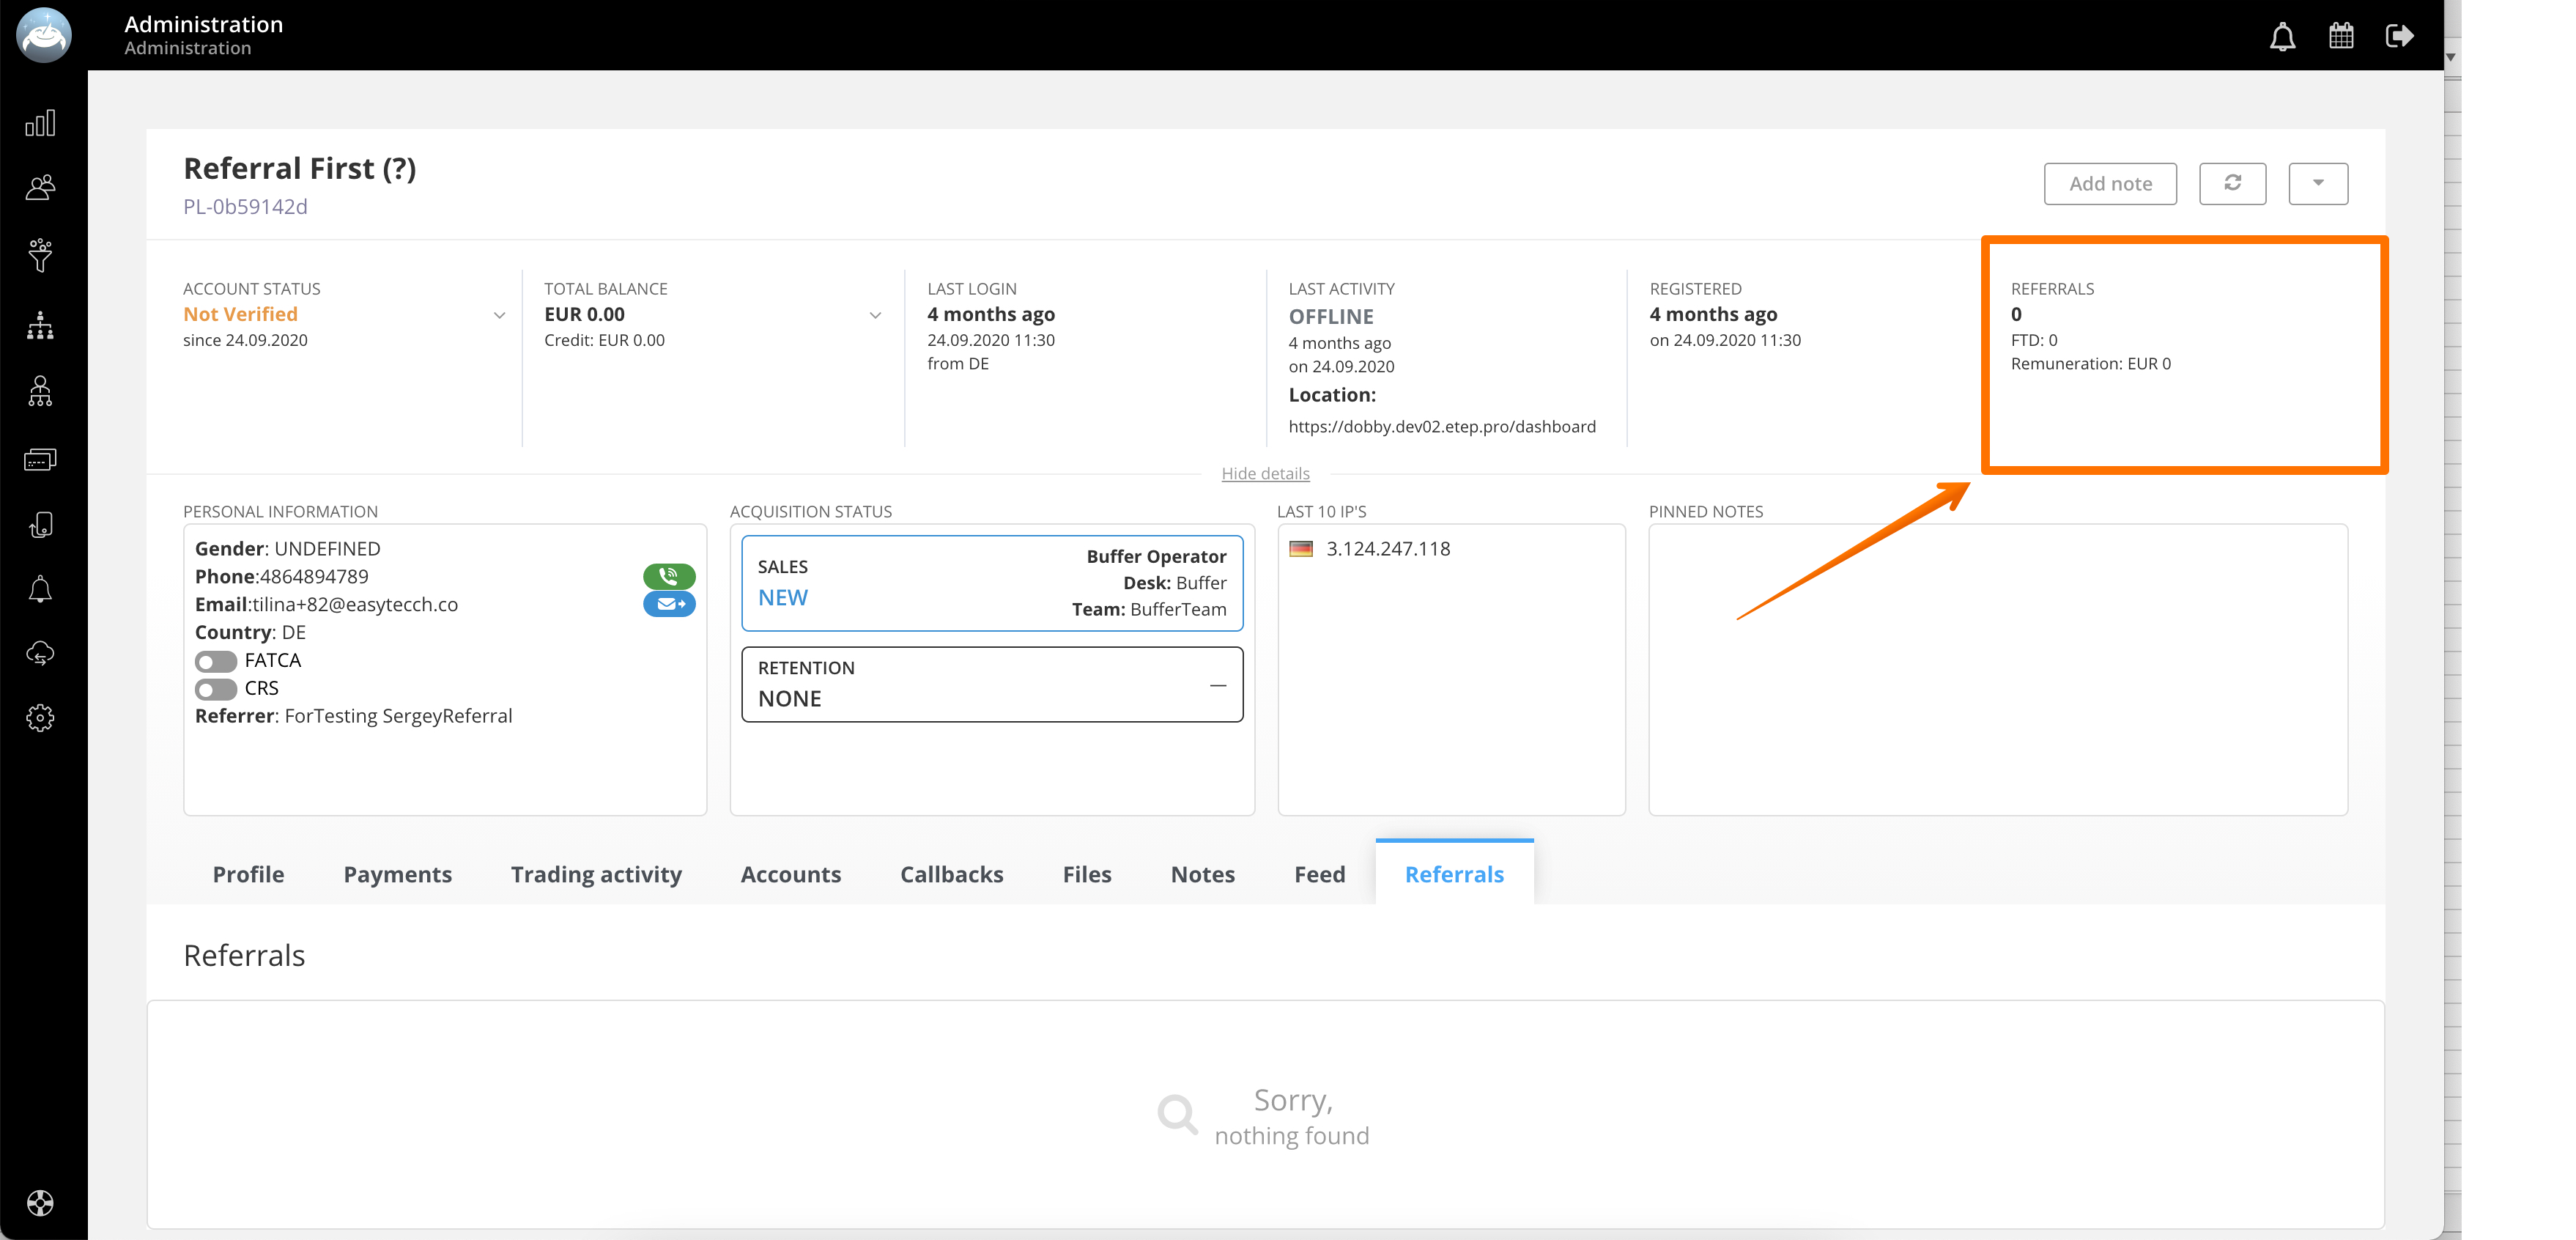 Administration
Administration
Referral First (?)
PL-0b59142d
Add note
ACCOUNT STATUS
Not Verified
since 24.09.2020
TOTAL BALANCE
EUR 0.00
Credit: EUR 0.00
LAST LOGIN
4 months ago
24.09.2020 11:30
from DE
LAST ACTIVITY
OFFLINE
4 months ago
on 24.09.2020
Location:
https://dobby.dev02.etep.pro/dashboard
REGISTERED
4 months ago
on 24.09.2020 11:30
REFERRALS
0
FTD: 0
Remuneration: EUR 0
Hide details
PERSONAL INFORMATION
Gender: UNDEFINED
Phone:4864894789
Email:tilina+82@easytecch.co
Country: DE
FATCA
CRS
Referrer: ForTesting SergeyReferral
ACQUISITION STATUS
SALES
NEW
Buffer Operator
Desk: Buffer
Team: BufferTeam
RETENTION
NONE
—
LAST 10 IP'S
3.124.247.118
PINNED NOTES
Profile Payments Trading activity Accounts Callbacks Files Notes Feed Referrals
Referrals
Sorry,
nothing found